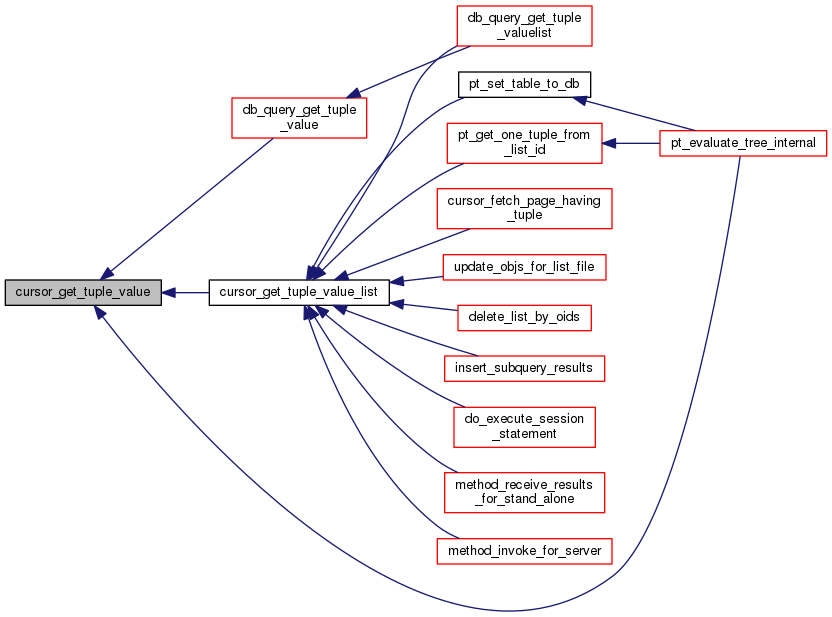 db_query_get_tuple
_valuelist
pt_set_table_to_db
db_query_get_tuple
_value
pt_get_one_tuple_from
_list_id
pt_evaluate_tree_internal
cursor_fetch_page_having
_tuple
update_objs_for_list_file
cursor_get_tuple_value
cursor_get_tuple_value_list
delete_list_by_oids
insert_subquery_results
do_execute_session
_statement
method_receive_results
_for_stand_alone
method_invoke_for_server